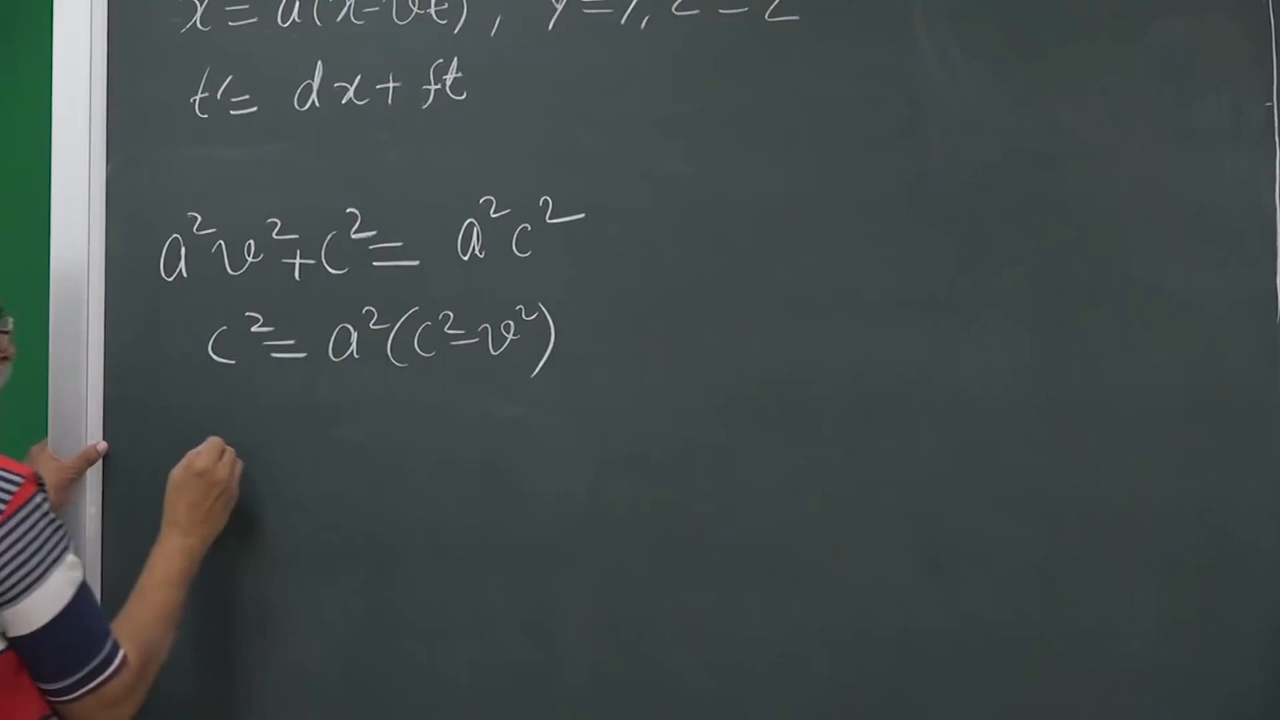 x = a(x-vt), y=y, z = z
t′= dx+ft
a²v²+c²= a²c²
c²= a²(c²-v²)